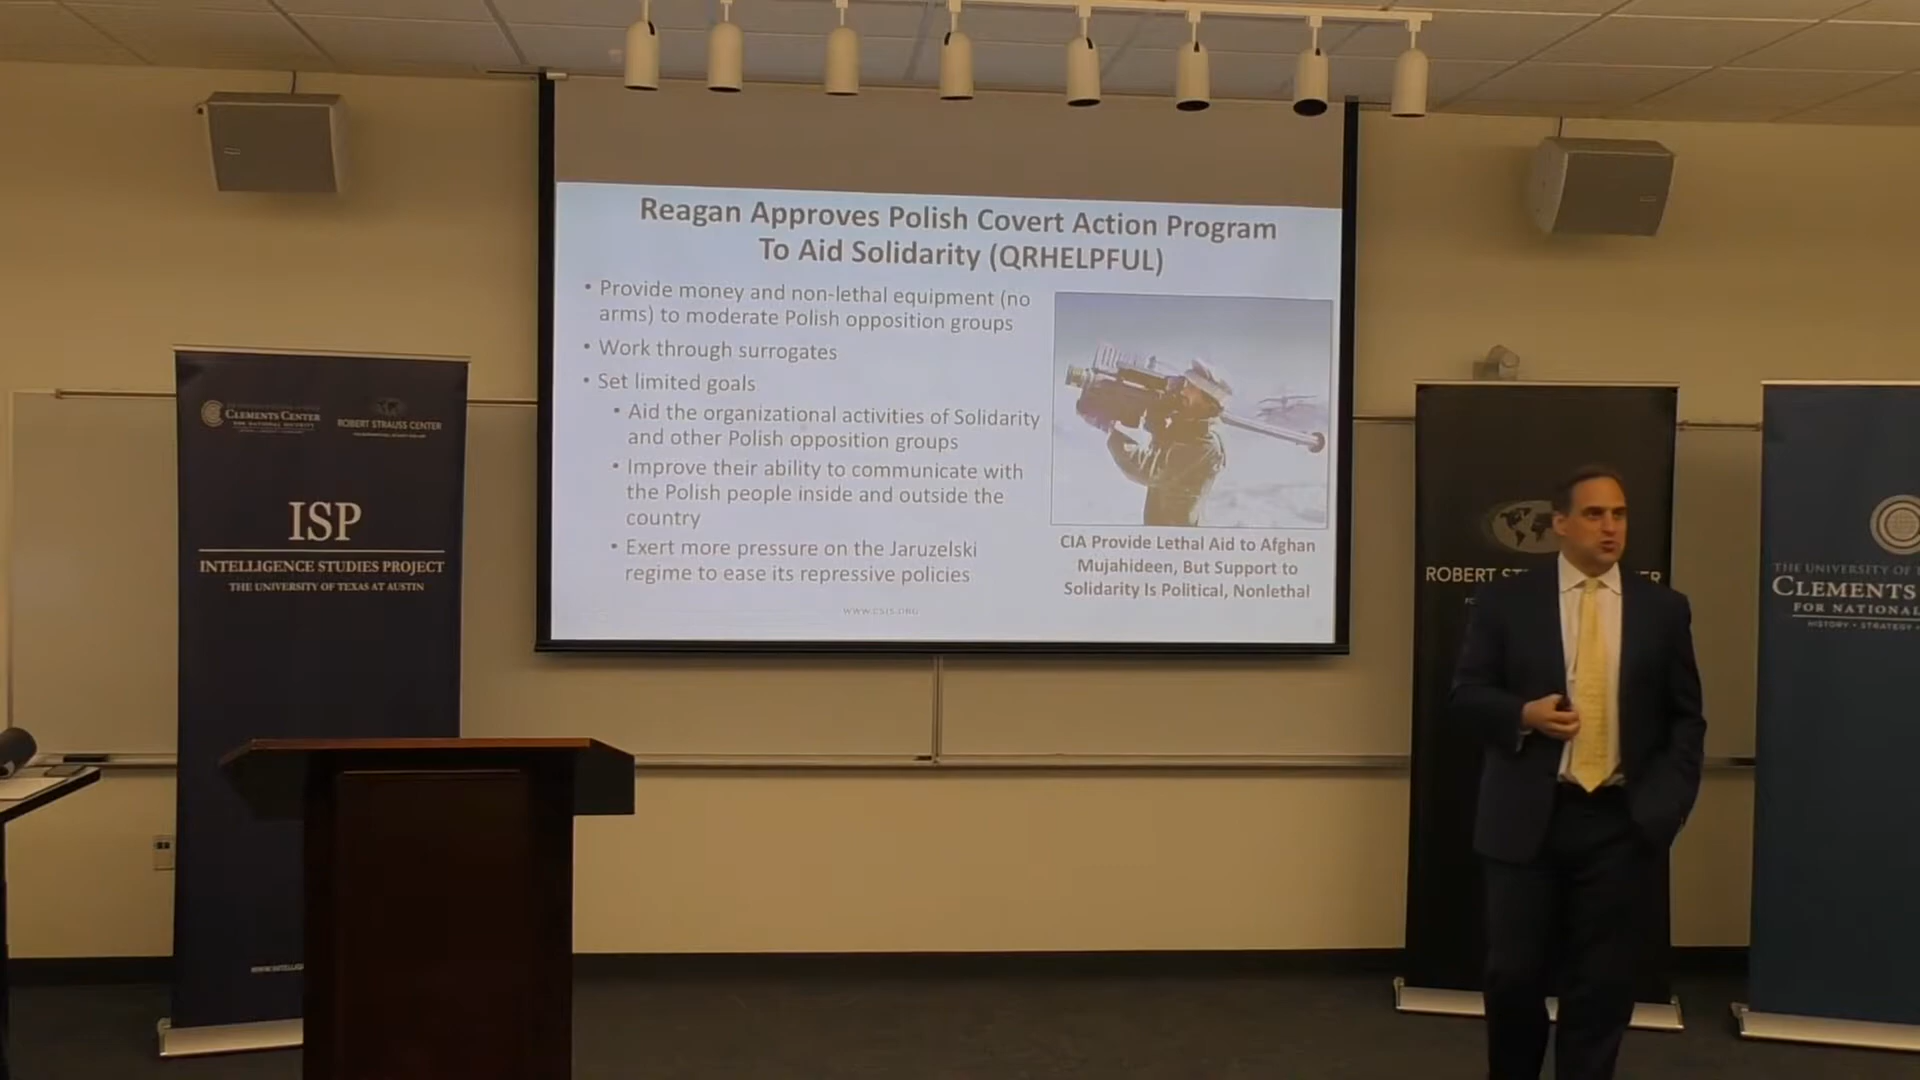 Reagan Approves Polish Covert Action Program
To Aid Solidarity (QRHELPFUL)
• Provide money and non-lethal equipment (no
arms) to moderate Polish opposition groups
• Work through surrogates
• Set limited goals
• Aid the organizational activities of Solidarity
and other Polish opposition groups
• Improve their ability to communicate with
the Polish people inside and outside the
country
• Exert more pressure on the Jaruzelski
regime to ease its repressive policies
CIA Provide Lethal Aid to Afghan
Mujahideen, But Support to
Solidarity Is Political, Nonlethal
WWW.CSIS.ORG
CLEMENTS CENTER
FOR NATIONAL SECURITY
ROBERT STRAUSS CENTER
ISP
INTELLIGENCE STUDIES PROJECT
THE UNIVERSITY OF TEXAS AT AUSTIN
ROBERT ST
THE UNIVERSITY OF
CLEMENTS
FOR NATIONAL
HISTORY • STRATEGY